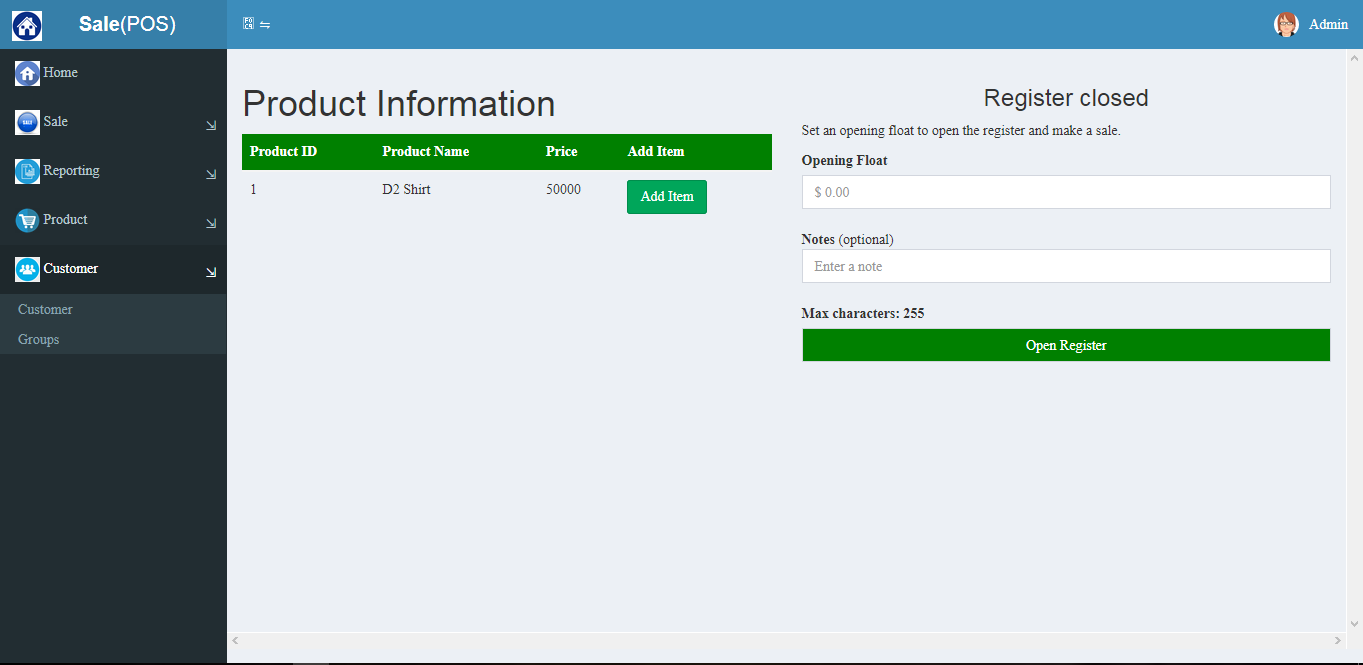 Sale(POS)
Admin
Home
Sale
Reporting
Product
Customer
Customer
Groups
Product Information
Product ID Product Name Price Add Item
1 D2 Shirt 50000 Add Item
Register closed
Set an opening float to open the register and make a sale.
Opening Float
$ 0.00
Notes (optional)
Enter a note
Max characters: 255
Open Register